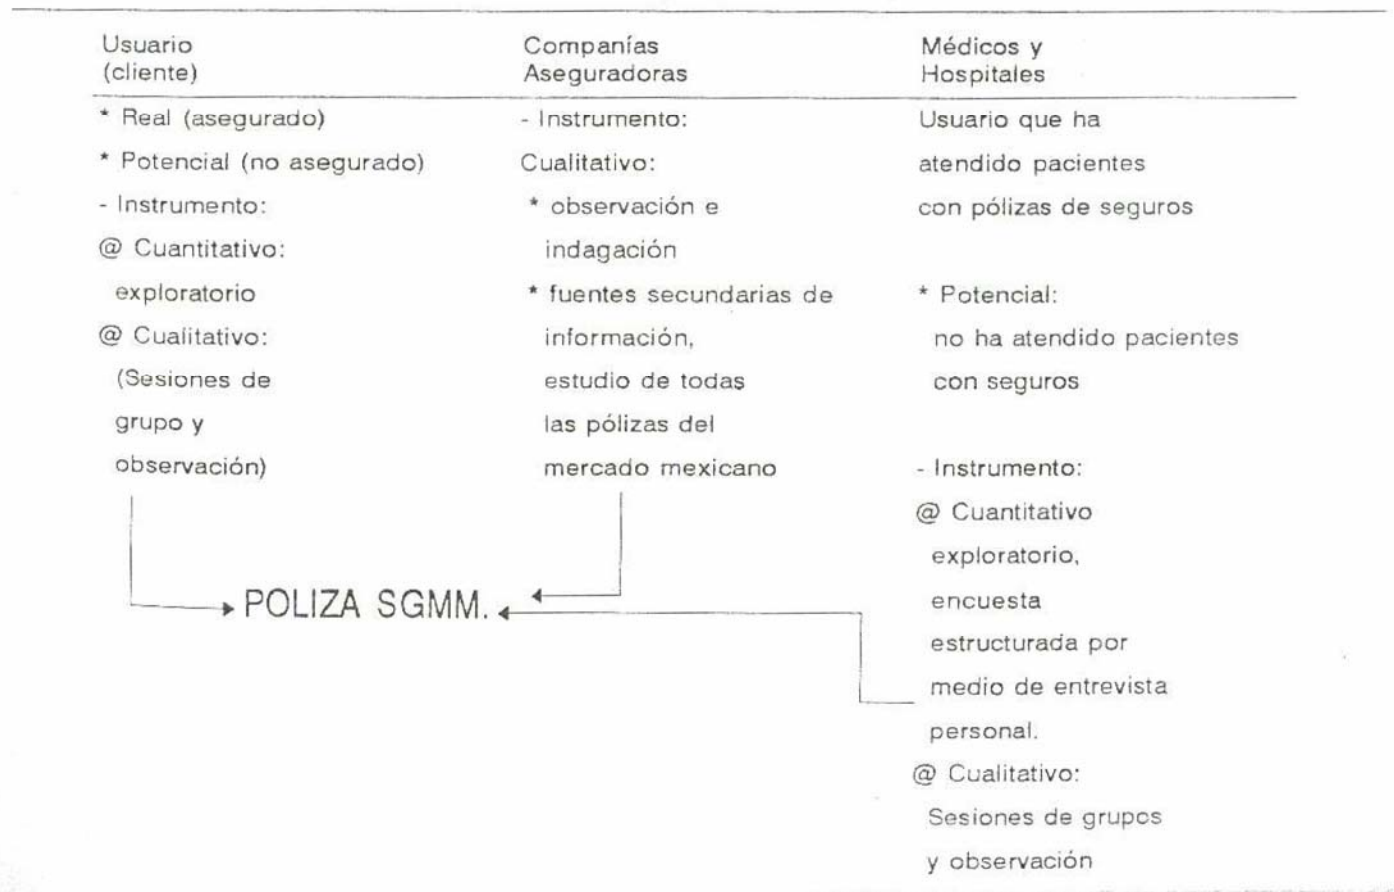 Usuario
(cliente)
* Real (asegurado)
* Potencial (no asegurado)
- Instrumento:
@ Cuantitativo:
exploratorio
@ Cualitativo:
(Sesiones de
grupo y
observación)
Companías
Aseguradoras
- Instrumento:
Cualitativo:
* observación e
indagación
* fuentes secundarias de
información,
estudio de todas
las pólizas del
mercado mexicano
Médicos y
Hospitales
Usuario que ha
atendido pacientes
con pólizas de seguros
* Potencial:
no ha atendido pacientes
con seguros
- Instrumento:
@ Cuantitativo
exploratorio,
encuesta
estructurada por
medio de entrevista
personal.
@ Cualitativo:
Sesiones de grupos
y observación
POLIZA SGMM.